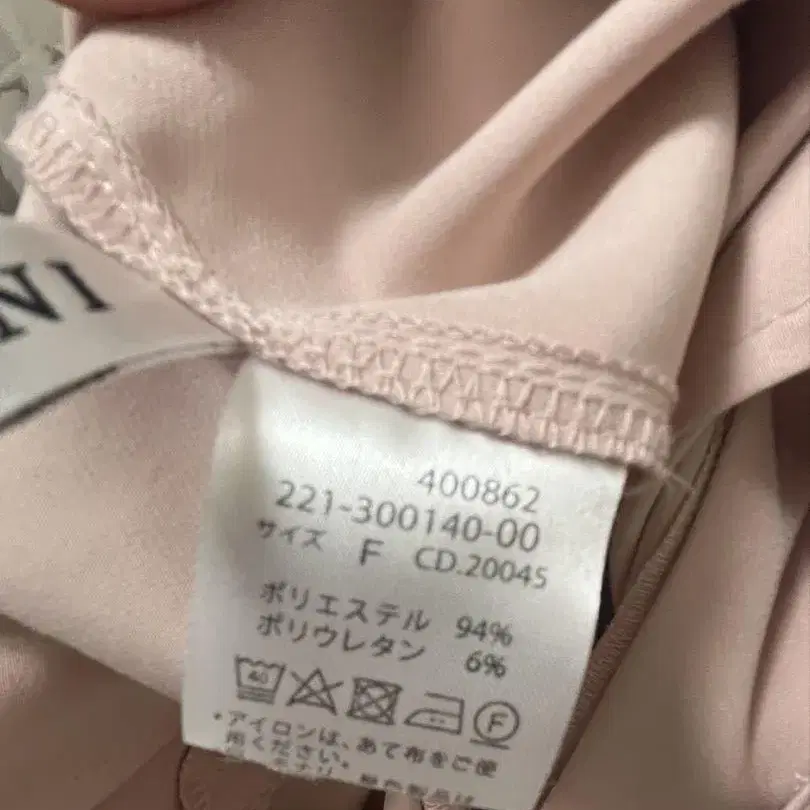 NI
400862
221-300140-00
サイズ F CD.20045
ポリエステル 94%
ポリウレタン 6%
40
F
・アイロンは、あて布をご使
用ください。